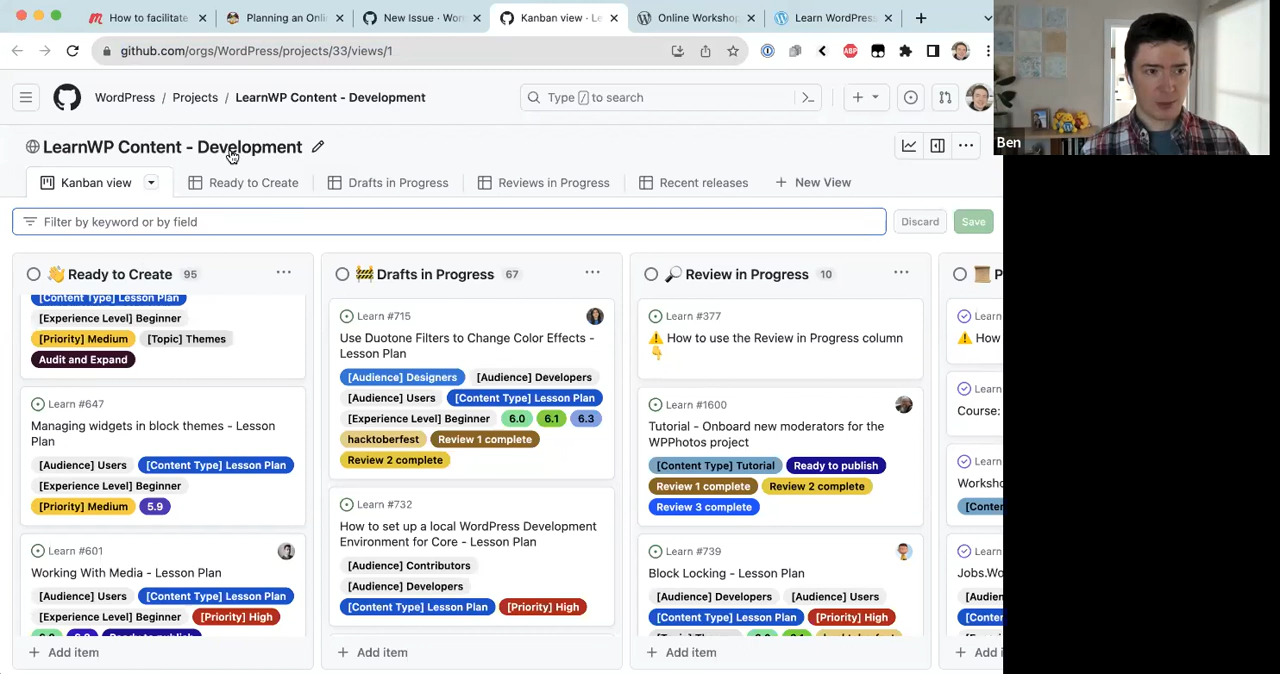 How to facilitate
Planning an Onli
New Issue · Wor
Kanban view · Le
Online Workshop
Learn WordPress
github.com/orgs/WordPress/projects/33/views/1
ABP
WordPress / Projects / LearnWP Content - Development
Type / to search
LearnWP Content - Development
Kanban view
Ready to Create
Drafts in Progress
Reviews in Progress
Recent releases
New View
Filter by keyword or by field
Discard
Save
Ready to Create 95
[Content Type] Lesson Plan
[Experience Level] Beginner
[Priority] Medium [Topic] Themes
Audit and Expand
Learn #647
Managing widgets in block themes - Lesson
Plan
[Audience] Users [Content Type] Lesson Plan
[Experience Level] Beginner
[Priority] Medium 5.9
Learn #601
Working With Media - Lesson Plan
[Audience] Users [Content Type] Lesson Plan
[Experience Level] Beginner [Priority] High
Add item
Drafts in Progress 67
Learn #715
Use Duotone Filters to Change Color Effects -
Lesson Plan
[Audience] Designers [Audience] Developers
[Audience] Users [Content Type] Lesson Plan
[Experience Level] Beginner 6.0 6.1 6.3
hacktoberfest Review 1 complete
Review 2 complete
Learn #732
How to set up a local WordPress Development
Environment for Core - Lesson Plan
[Audience] Contributors
[Audience] Developers
[Content Type] Lesson Plan [Priority] High
Add item
Review in Progress 10
Learn #377
How to use the Review in Progress column
Learn #1600
Tutorial - Onboard new moderators for the
WPPhotos project
[Content Type] Tutorial Ready to publish
Review 1 complete Review 2 complete
Review 3 complete
Learn #739
Block Locking - Lesson Plan
[Audience] Developers [Audience] Users
[Content Type] Lesson Plan [Priority] High
Add item
P
Learn
How
Learn
Course:
Learn
Worksho
[Conten
Learn
Jobs.Wo
[Audien
[Conten
Add i
Ben